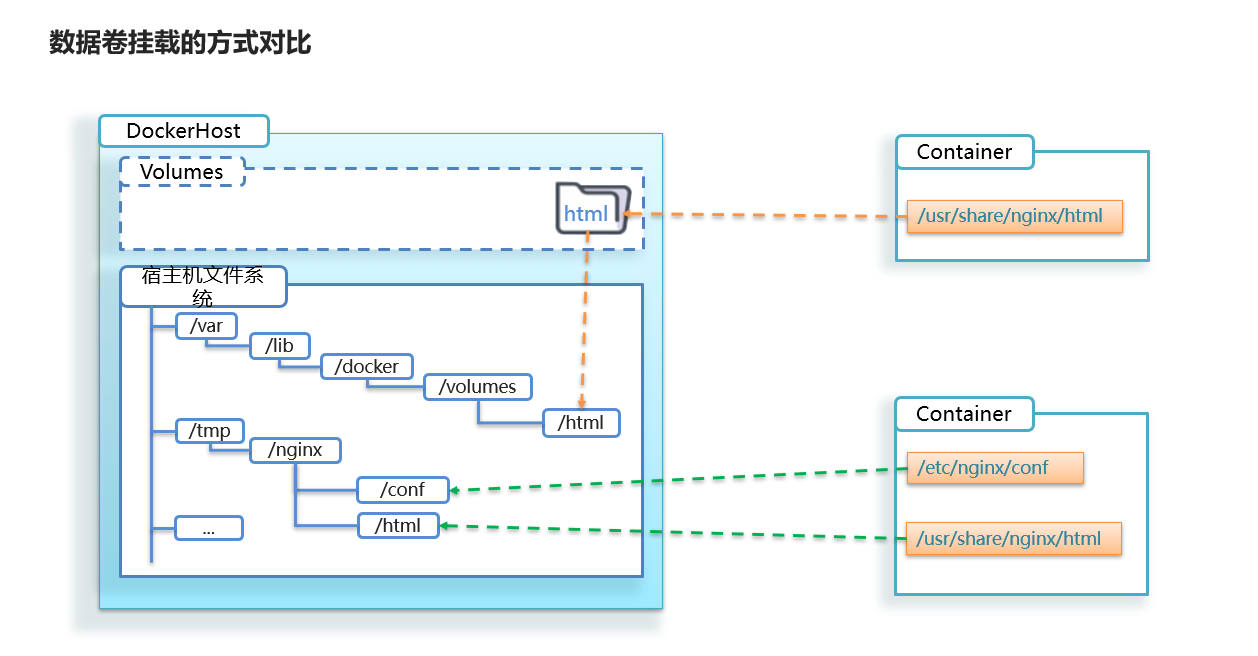 数据卷挂载的方式对比
DockerHost
Volumes
html
宿主机文件系
统
/var
/lib
/docker
/volumes
/html
/tmp
/nginx
/conf
/html
...
Container
/usr/share/nginx/html
Container
/etc/nginx/conf
/usr/share/nginx/html